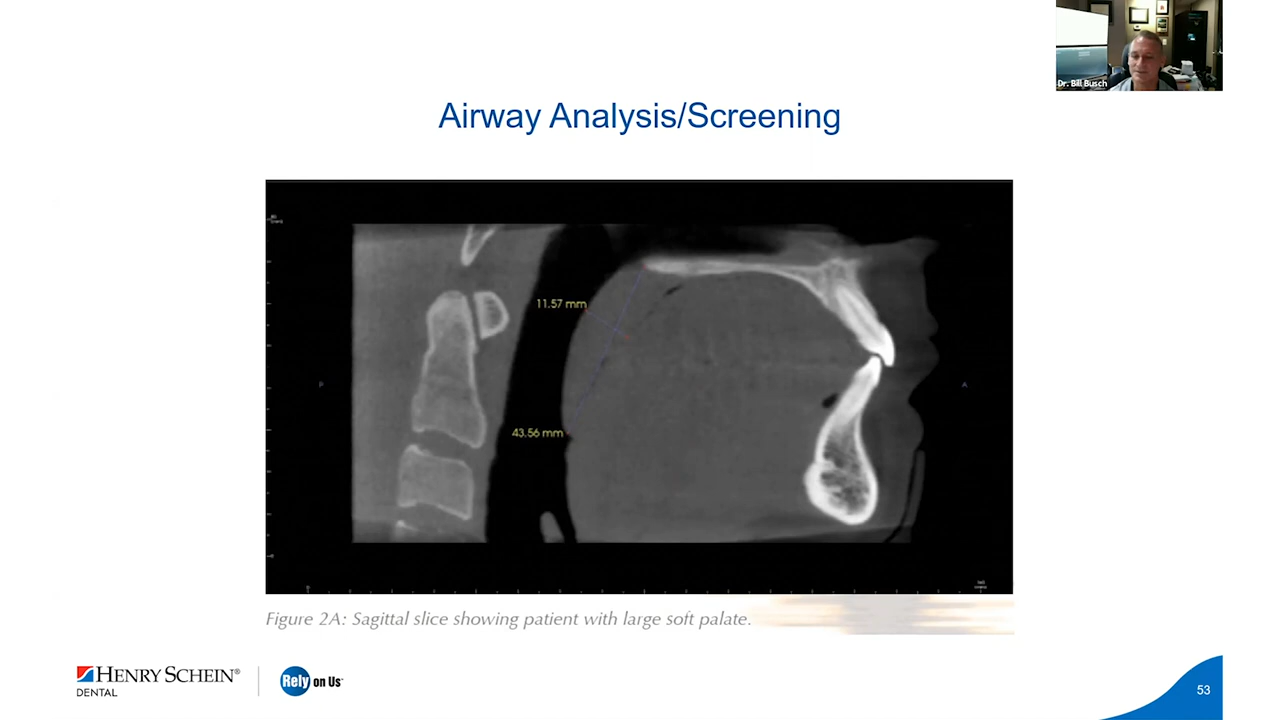 Dr. Bill Busch
Airway Analysis/Screening
11.57 mm
43.56 mm
P
A
Figure 2A: Sagittal slice showing patient with large soft palate.
HENRY SCHEIN®
DENTAL
Rely on Us
53